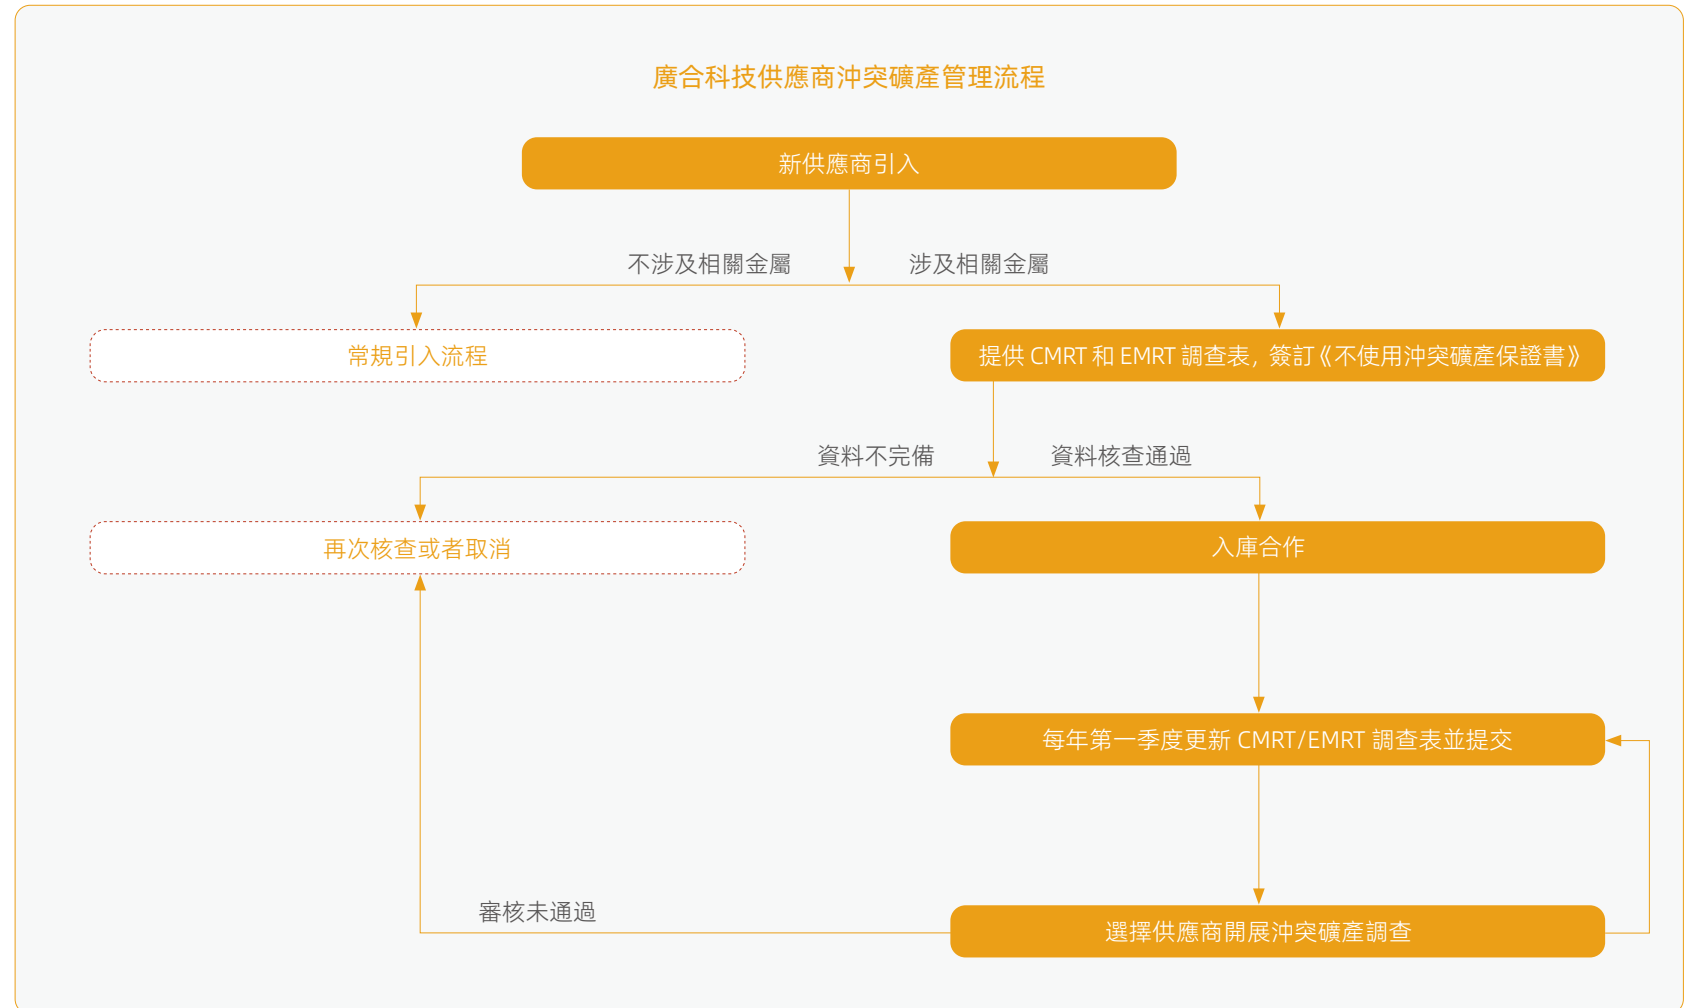 廣合科技供應商沖突礦產管理流程
新供應商引入
不涉及相關金屬
涉及相關金屬
常規引入流程
提供 CMRT 和 EMRT 調查表，簽訂《不使用沖突礦產保證書》
資料不完備
資料核查通過
再次核查或者取消
入庫合作
每年第一季度更新 CMRT/EMRT 調查表並提交
審核未通過
選擇供應商開展沖突礦產調查